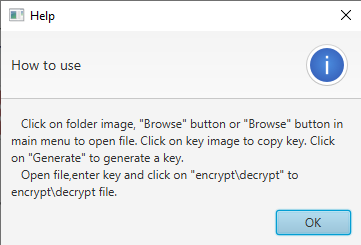 Help
How to use
Click on folder image, "Browse" button or "Browse" button in
main menu to open file. Click on key image to copy key. Click
on "Generate" to generate a key.
Open file,enter key and click on "encrypt\decrypt" to
encrypt\decrypt file.
OK